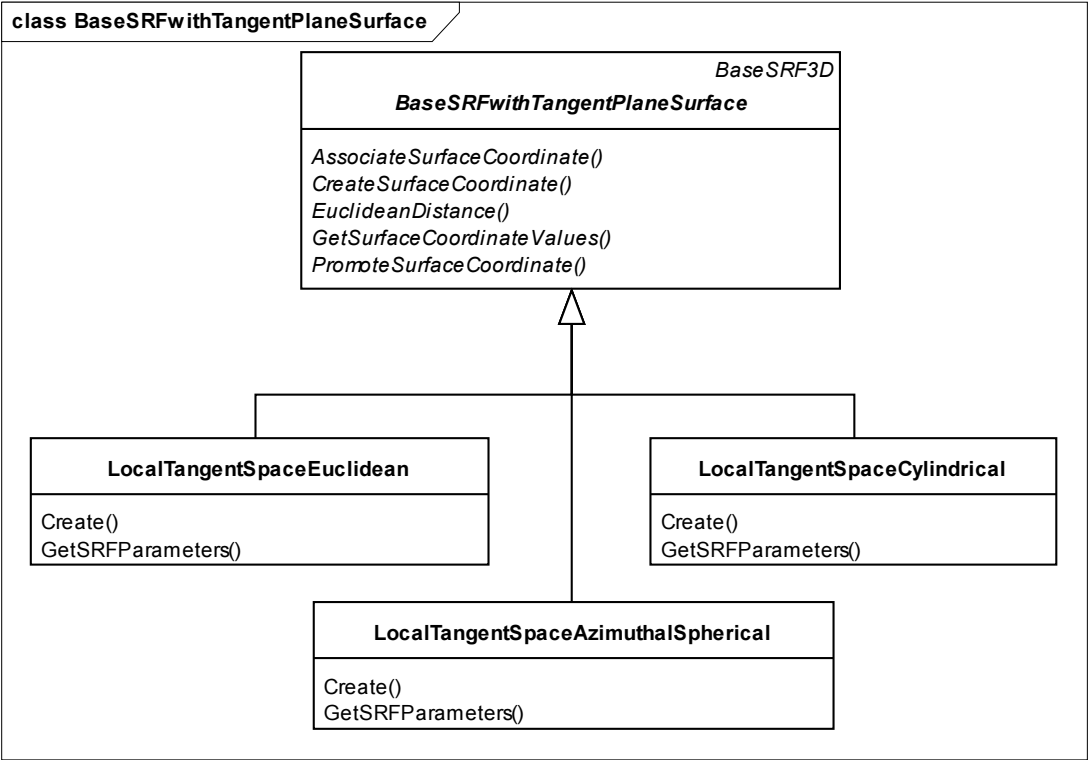 class BaseSRFwithTangentPlaneSurface
BaseSRF3D
BaseSRFwithTangentPlaneSurface
AssociateSurfaceCoordinate()
CreateSurfaceCoordinate()
EuclideanDistance()
GetSurfaceCoordinateValues()
PromoteSurfaceCoordinate()
LocalTangentSpaceEuclidean
Create()
GetSRFParameters()
LocalTangentSpaceCylindrical
Create()
GetSRFParameters()
LocalTangentSpaceAzimuthalSpherical
Create()
GetSRFParameters()